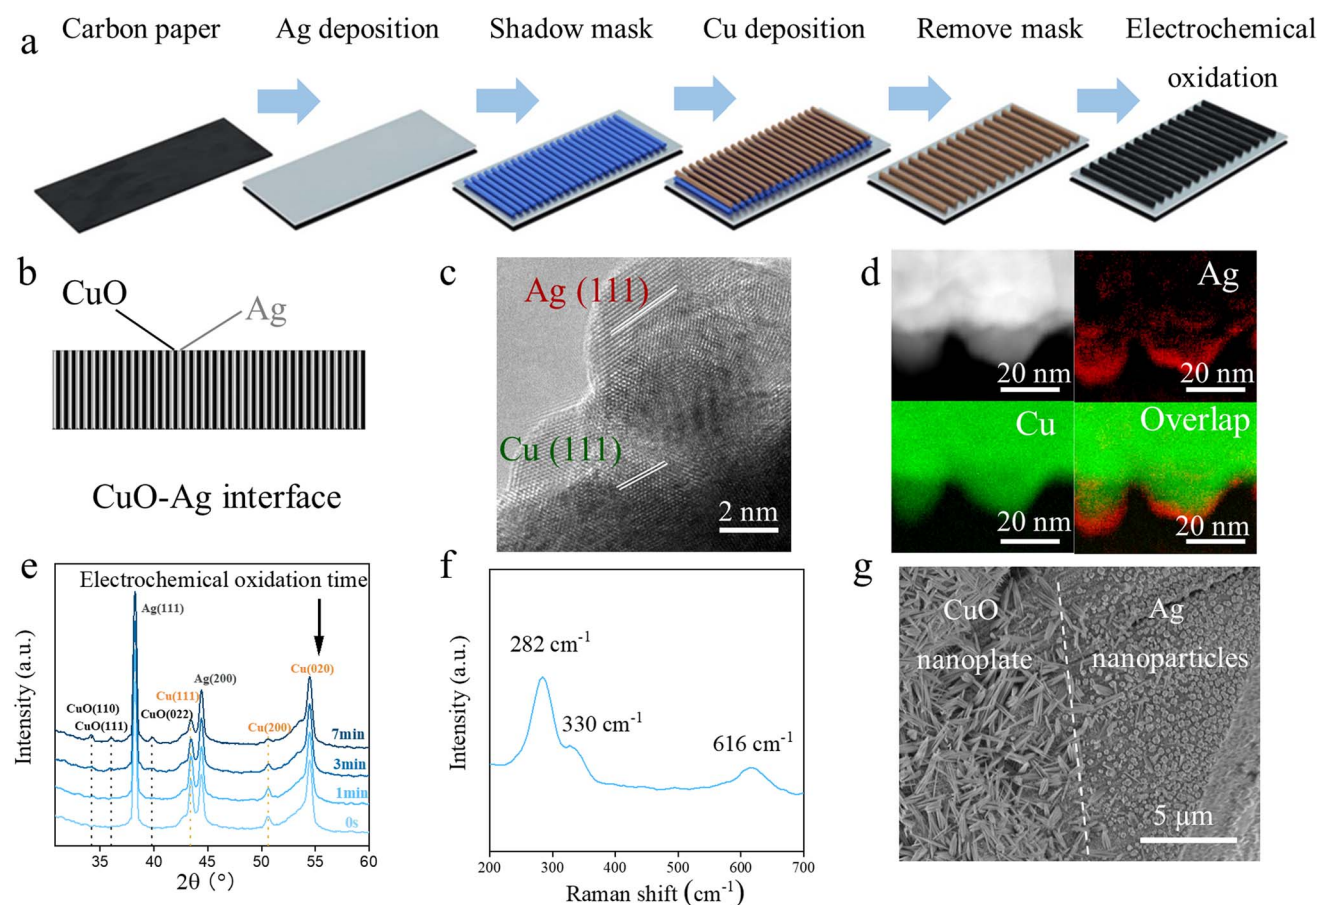 a
Carbon paper
Ag deposition
Shadow mask
Cu deposition
Remove mask
Electrochemical
oxidation
b
CuO
Ag
CuO-Ag interface
c
Ag (111)
Cu (111)
2 nm
d
20 nm
Ag
20 nm
Cu
20 nm
Overlap
20 nm
e
Electrochemical oxidation time
Ag(111)
Cu(020)
Ag(200)
Cu(111)
CuO(110)
CuO(111)
CuO(022)
Cu(200)
7min
3min
1min
0s
Intensity (a.u.)
35
40
45
50
55
60
2θ (°)
f
282 cm-1
330 cm-1
616 cm-1
Intensity (a.u.)
200
300
400
500
600
700
Raman shift (cm-1)
g
CuO
nanoplate
Ag
nanoparticles
5 μm